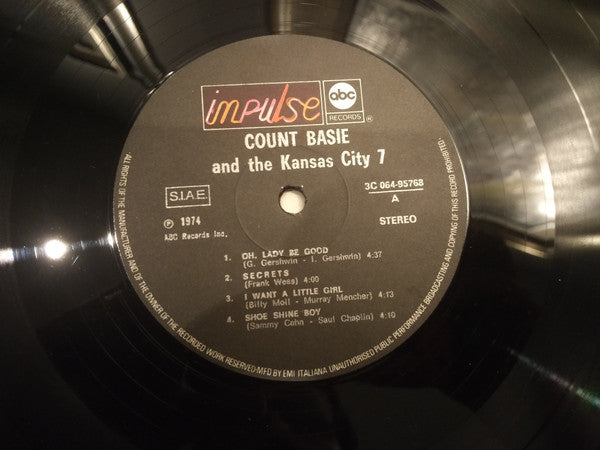 impulse
abc
RECORDS
®
COUNT BASIE
and the Kansas City 7
S.I.A.E.
3C 064-95768
A
℗ 1974
STEREO
ABC Records Inc.
1. OH, LADY BE GOOD
(G. Gershwin - I. Gershwin) 4:37
2. SECRETS
(Frank Wess) 4:00
3. I WANT A LITTLE GIRL
(Billy Moll - Murray Mencher) 4:13
4. SHOE SHINE BOY
(Sammy Cahn - Saul Chaplin) 4:10
ALL RIGHTS OF THE MANUFACTURER AND OF THE OWNER OF THE RECORDED WORK RESERVED-MFD BY EMI ITALIANA UNAUTHORISED PUBLIC PERFORMANCE BROADCASTING AND COPYING OF THIS RECORD PROHIBITED